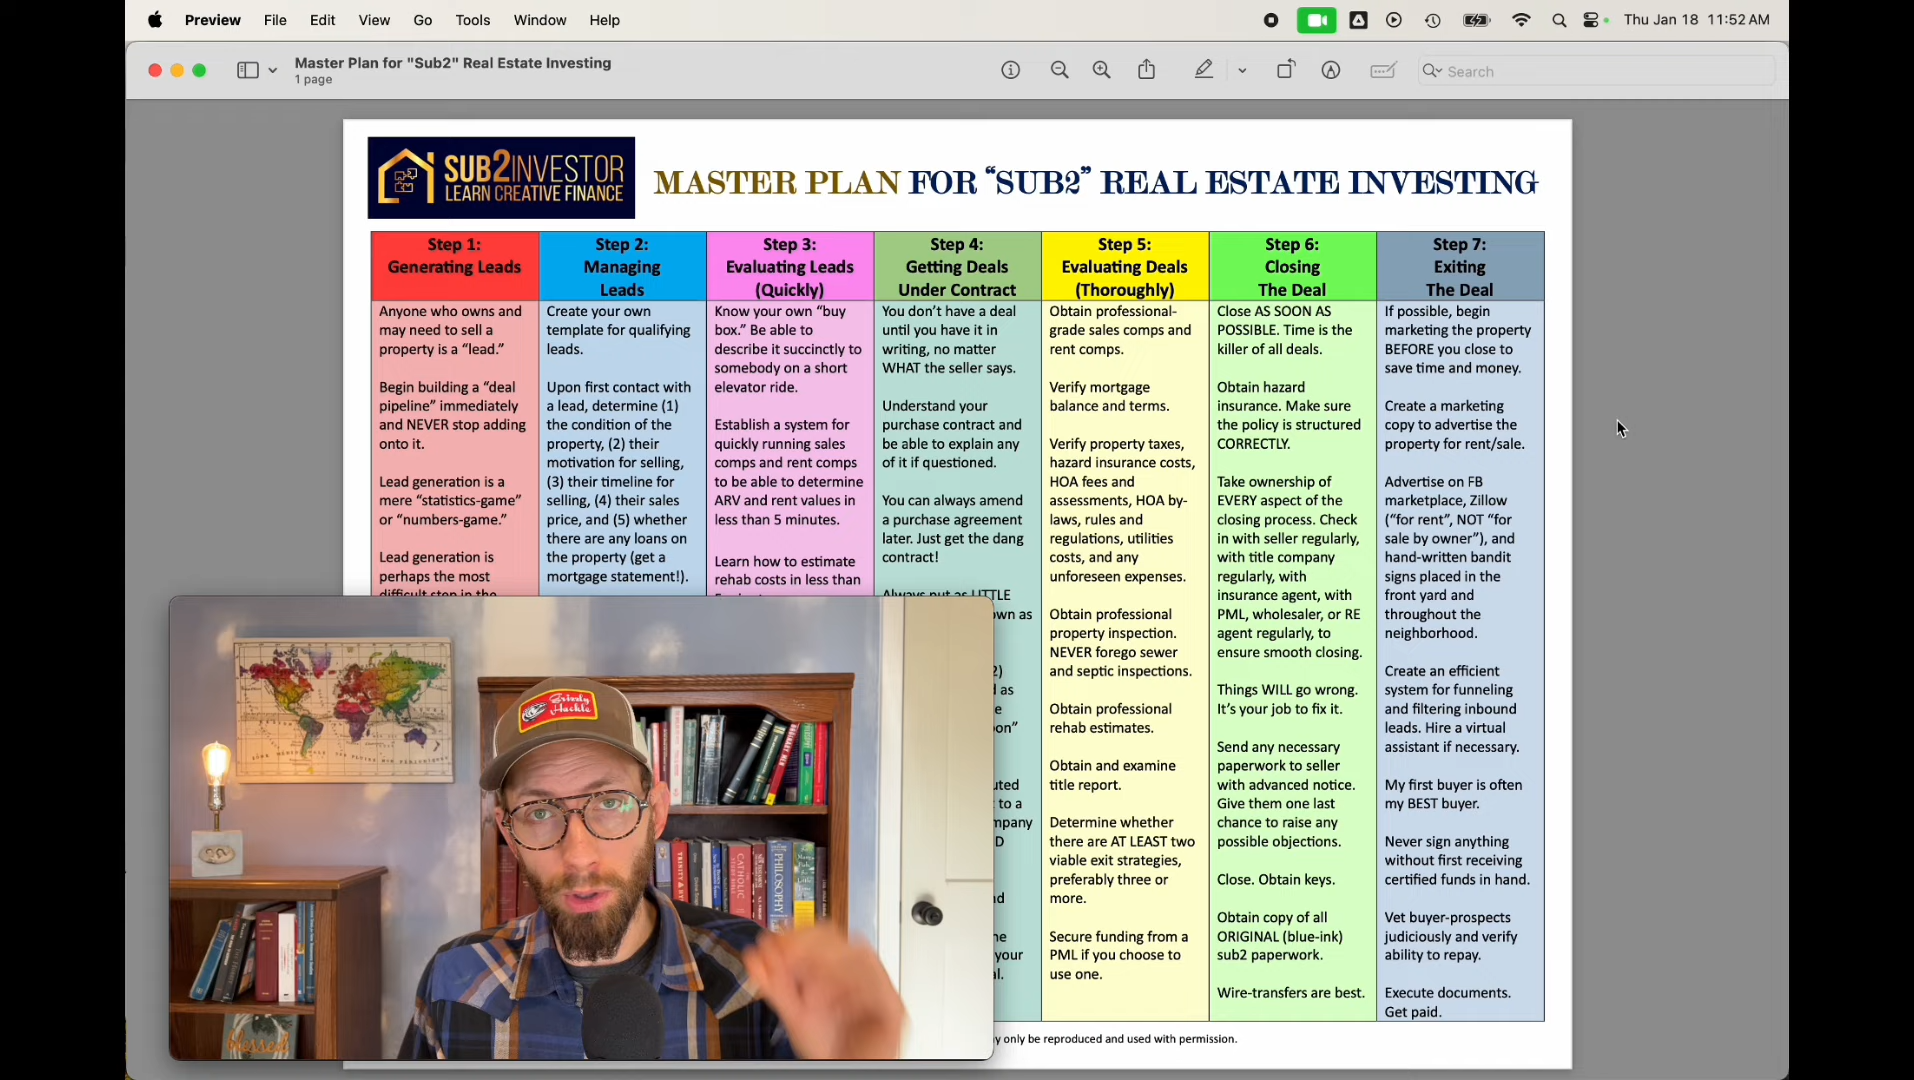 Preview File Edit View Go Tools Window Help
Thu Jan 18 11:52 AM
Master Plan for "Sub2" Real Estate Investing
1 page
Search
SUB2INVESTOR
LEARN CREATIVE FINANCE
MASTER PLAN FOR “SUB2” REAL ESTATE INVESTING
Step 1:
Generating Leads
Anyone who owns and
may need to sell a
property is a “lead.”
Begin building a “deal
pipeline” immediately
and NEVER stop adding
onto it.
Lead generation is a
mere “statistics-game”
or “numbers-game.”
Lead generation is
perhaps the most
difficult step in the
Step 2:
Managing
Leads
Create your own
template for qualifying
leads.
Upon first contact with
a lead, determine (1)
the condition of the
property, (2) their
motivation for selling,
(3) their timeline for
selling, (4) their sales
price, and (5) whether
there are any loans on
the property (get a
mortgage statement!).
Step 3:
Evaluating Leads
(Quickly)
Know your own “buy
box.” Be able to
describe it succinctly to
somebody on a short
elevator ride.
Establish a system for
quickly running sales
comps and rent comps
to be able to determine
ARV and rent values in
less than 5 minutes.
Learn how to estimate
rehab costs in less than
Step 4:
Getting Deals
Under Contract
You don’t have a deal
until you have it in
writing, no matter
WHAT the seller says.
Understand your
purchase contract and
be able to explain any
of it if questioned.
You can always amend
a purchase agreement
later. Just get the dang
contract!
Always put as LITTLE
own as
2)
as
e
on”
uted
to a
mpany
D
nd
he
your
al.
Step 5:
Evaluating Deals
(Thoroughly)
Obtain professional-
grade sales comps and
rent comps.
Verify mortgage
balance and terms.
Verify property taxes,
hazard insurance costs,
HOA fees and
assessments, HOA by-
laws, rules and
regulations, utilities
costs, and any
unforeseen expenses.
Obtain professional
property inspection.
NEVER forego sewer
and septic inspections.
Obtain professional
rehab estimates.
Obtain and examine
title report.
Determine whether
there are AT LEAST two
viable exit strategies,
preferably three or
more.
Secure funding from a
PML if you choose to
use one.
Step 6:
Closing
The Deal
Close AS SOON AS
POSSIBLE. Time is the
killer of all deals.
Obtain hazard
insurance. Make sure
the policy is structured
CORRECTLY.
Take ownership of
EVERY aspect of the
closing process. Check
in with seller regularly,
with title company
regularly, with
insurance agent, with
PML, wholesaler, or RE
agent regularly, to
ensure smooth closing.
Things WILL go wrong.
It’s your job to fix it.
Send any necessary
paperwork to seller
with advanced notice.
Give them one last
chance to raise any
possible objections.
Close. Obtain keys.
Obtain copy of all
ORIGINAL (blue-ink)
sub2 paperwork.
Wire-transfers are best.
Step 7:
Exiting
The Deal
If possible, begin
marketing the property
BEFORE you close to
save time and money.
Create a marketing
copy to advertise the
property for rent/sale.
Advertise on FB
marketplace, Zillow
(“for rent”, NOT “for
sale by owner”), and
hand-written bandit
signs placed in the
front yard and
throughout the
neighborhood.
Create an efficient
system for funneling
and filtering inbound
leads. Hire a virtual
assistant if necessary.
My first buyer is often
my BEST buyer.
Never sign anything
without first receiving
certified funds in hand.
Vet buyer-prospects
judiciously and verify
ability to repay.
Execute documents.
Get paid.
y only be reproduced and used with permission.
Grizzly
Hackle
TRINITY &
CATHOLIC
PHILOSOPHY
blessed